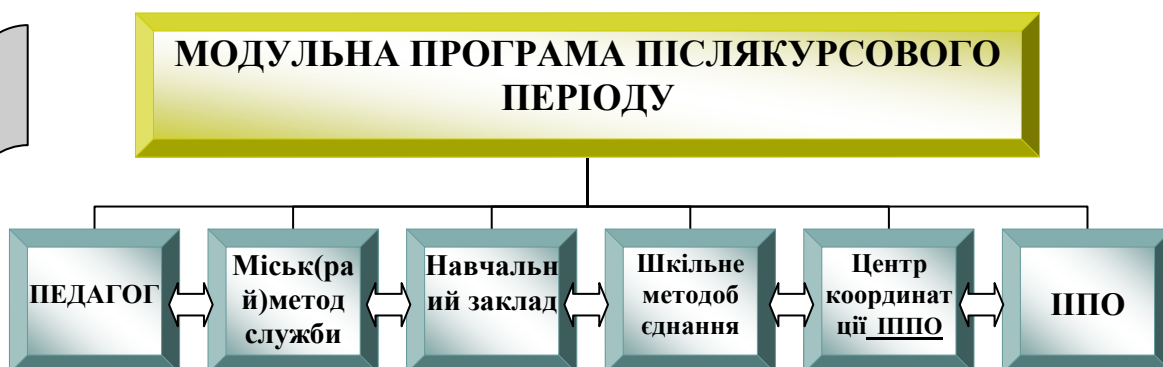 МОДУЛЬНА ПРОГРАМА ПІСЛЯКУРСОВОГО
ПЕРІОДУ
ПЕДАГОГ
Міськ(ра
й)метод
служби
Навчальн
ий заклад
Шкільне
методоб
єднання
Центр
координат
ції ІППО
ІППО